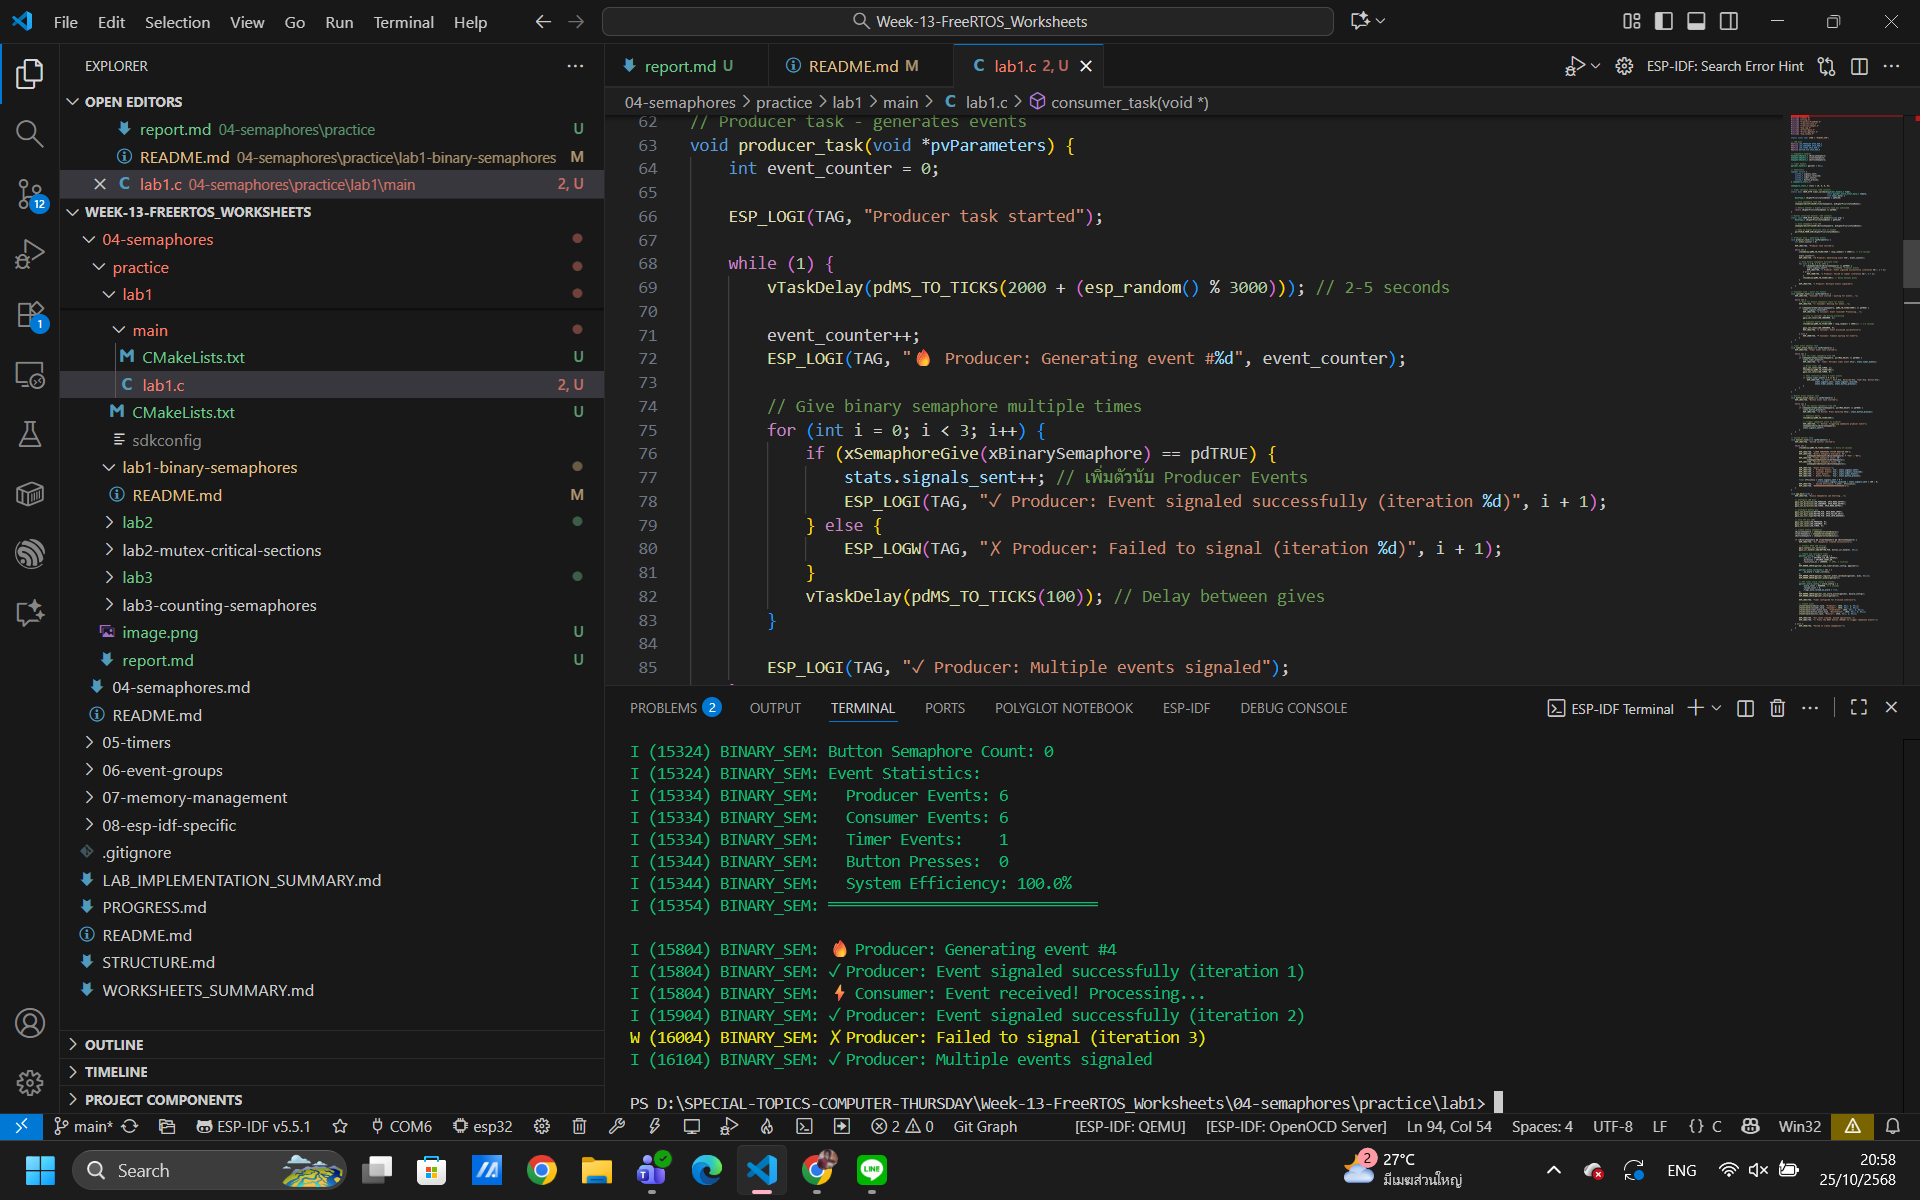 File Edit Selection View Go Run Terminal Help
Week-13-FreeRTOS_Worksheets
EXPLORER
OPEN EDITORS
report.md 04-semaphores\practice U
README.md 04-semaphores\practice\lab1-binary-semaphores M
lab1.c 04-semaphores\practice\lab1\main 2, U
WEEK-13-FREERTOS_WORKSHEETS
04-semaphores
practice
lab1
main
CMakeLists.txt U
lab1.c 2, U
CMakeLists.txt U
sdkconfig
lab1-binary-semaphores
README.md M
lab2
lab2-mutex-critical-sections
lab3
lab3-counting-semaphores
image.png U
report.md U
04-semaphores.md
README.md
05-timers
06-event-groups
07-memory-management
08-esp-idf-specific
.gitignore
LAB_IMPLEMENTATION_SUMMARY.md
PROGRESS.md
README.md
STRUCTURE.md
WORKSHEETS_SUMMARY.md
OUTLINE
TIMELINE
PROJECT COMPONENTS
12
1
report.md U README.md M lab1.c 2, U
ESP-IDF: Search Error Hint
04-semaphores > practice > lab1 > main > C lab1.c > consumer_task(void *)
62 // Producer task - generates events
63 void producer_task(void *pvParameters) {
64 int event_counter = 0;
65
66 ESP_LOGI(TAG, "Producer task started");
67
68 while (1) {
69 vTaskDelay(pdMS_TO_TICKS(2000 + (esp_random() % 3000))); // 2-5 seconds
70
71 event_counter++;
72 ESP_LOGI(TAG, "🔥 Producer: Generating event #%d", event_counter);
73
74 // Give binary semaphore multiple times
75 for (int i = 0; i < 3; i++) {
76 if (xSemaphoreGive(xBinarySemaphore) == pdTRUE) {
77 stats.signals_sent++; // เพิ่มตัวนับ Producer Events
78 ESP_LOGI(TAG, "✓ Producer: Event signaled successfully (iteration %d)", i + 1);
79 } else {
80 ESP_LOGW(TAG, "✗ Producer: Failed to signal (iteration %d)", i + 1);
81 }
82 vTaskDelay(pdMS_TO_TICKS(100)); // Delay between gives
83 }
84
85 ESP_LOGI(TAG, "✓ Producer: Multiple events signaled");
PROBLEMS 2 OUTPUT TERMINAL PORTS POLYGLOT NOTEBOOK ESP-IDF DEBUG CONSOLE
ESP-IDF Terminal
I (15324) BINARY_SEM: Button Semaphore Count: 0
I (15324) BINARY_SEM: Event Statistics:
I (15334) BINARY_SEM: Producer Events: 6
I (15334) BINARY_SEM: Consumer Events: 6
I (15334) BINARY_SEM: Timer Events: 1
I (15344) BINARY_SEM: Button Presses: 0
I (15344) BINARY_SEM: System Efficiency: 100.0%
I (15354) BINARY_SEM: ══════════════════════════════
I (15804) BINARY_SEM: 🔥 Producer: Generating event #4
I (15804) BINARY_SEM: ✓ Producer: Event signaled successfully (iteration 1)
I (15804) BINARY_SEM: ⚡ Consumer: Event received! Processing...
I (15904) BINARY_SEM: ✓ Producer: Event signaled successfully (iteration 2)
W (16004) BINARY_SEM: ✗ Producer: Failed to signal (iteration 3)
I (16104) BINARY_SEM: ✓ Producer: Multiple events signaled
PS D:\SPECIAL-TOPICS-COMPUTER-THURSDAY\Week-13-FreeRTOS_Worksheets\04-semaphores\practice\lab1>
main* ESP-IDF v5.5.1 COM6 esp32 2 0 Git Graph [ESP-IDF: QEMU] [ESP-IDF: OpenOCD Server] Ln 94, Col 54 Spaces: 4 UTF-8 LF {} C Win32
Search
2
27°C
มีเมฆส่วนใหญ่
ENG
20:58
25/10/2568